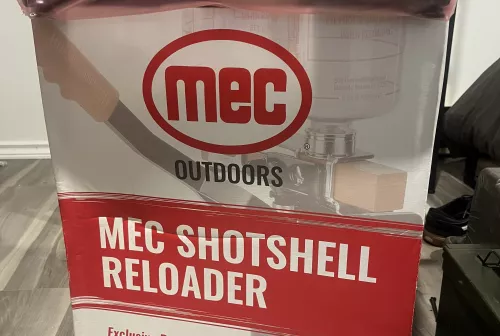 mec
®
OUTDOORS
MEC SHOTSHELL
RELOADER